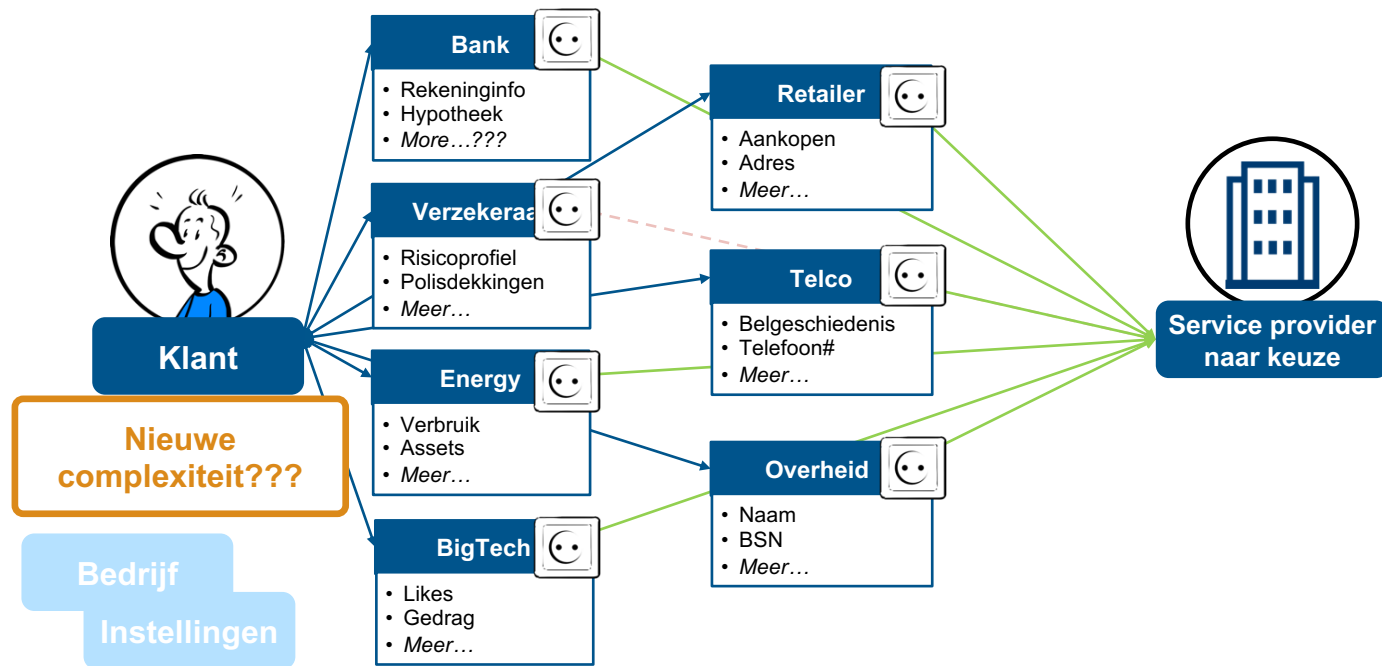 Bank
• Rekeninginfo
• Hypotheek
• More…???
Retailer
• Aankopen
• Adres
• Meer…
Verzekeraa
• Risicoprofiel
• Polisdekkingen
• Meer…
Telco
• Belgeschiedenis
• Telefoon#
• Meer…
Klant
Service provider
naar keuze
Energy
• Verbruik
• Assets
• Meer…
Nieuwe
complexiteit???
Overheid
• Naam
• BSN
• Meer…
BigTech
• Likes
• Gedrag
• Meer…
Bedrijf
Instellingen